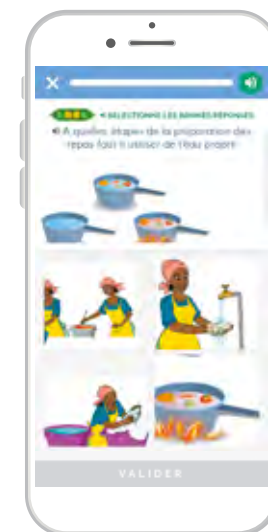 SÉLECTIONNE LES BONNES RÉPONSES
A quelles étapes de la préparation des
repas faut il utiliser de l'eau propre
VALIDER